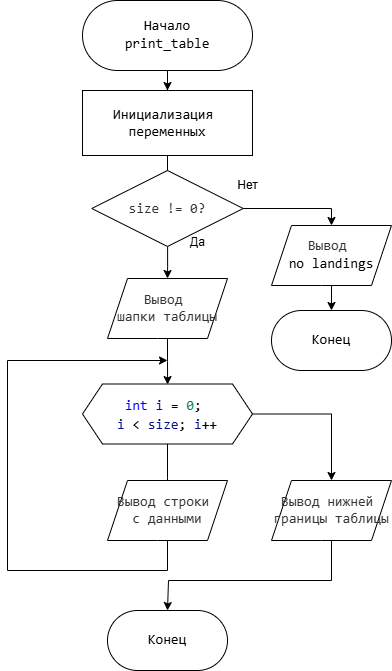 Начало
print_table
Инициализация
переменных
size != 0?
Нет
Да
Вывод
no landings
Вывод
шапки таблицы
Конец
int i = 0;
i < size; i++
Вывод строки
с данными
Вывод нижней
границы таблицы
Конец